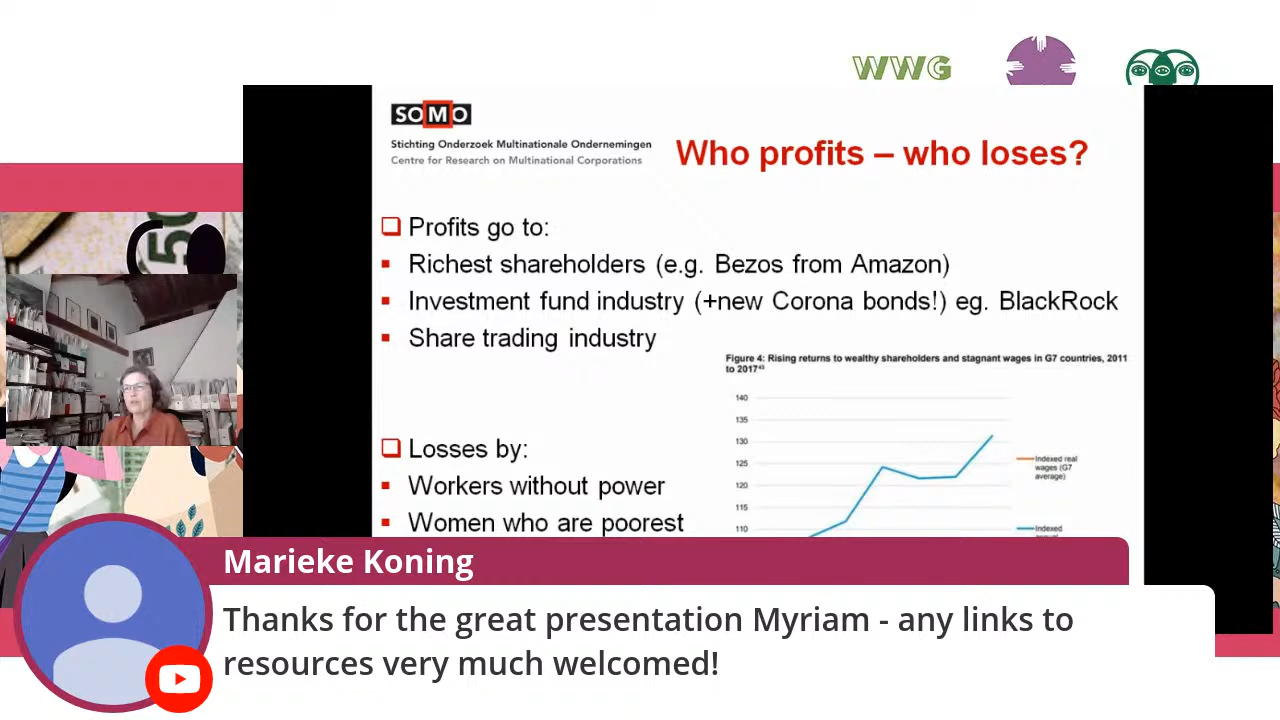 WWG
SOMO
Stichting Onderzoek Multinationale Ondernemingen
Centre for Research on Multinational Corporations
Who profits – who loses?
❑ Profits go to:
▪ Richest shareholders (e.g. Bezos from Amazon)
▪ Investment fund industry (+new Corona bonds!) eg. BlackRock
▪ Share trading industry
Figure 4: Rising returns to wealthy shareholders and stagnant wages in G7 countries, 2011
to 2017
140
135
130
125
120
115
110
Indexed real
wages (G7
average)
Indexed
❑ Losses by:
▪ Workers without power
▪ Women who are poorest
Marieke Koning
Thanks for the great presentation Myriam - any links to
resources very much welcomed!